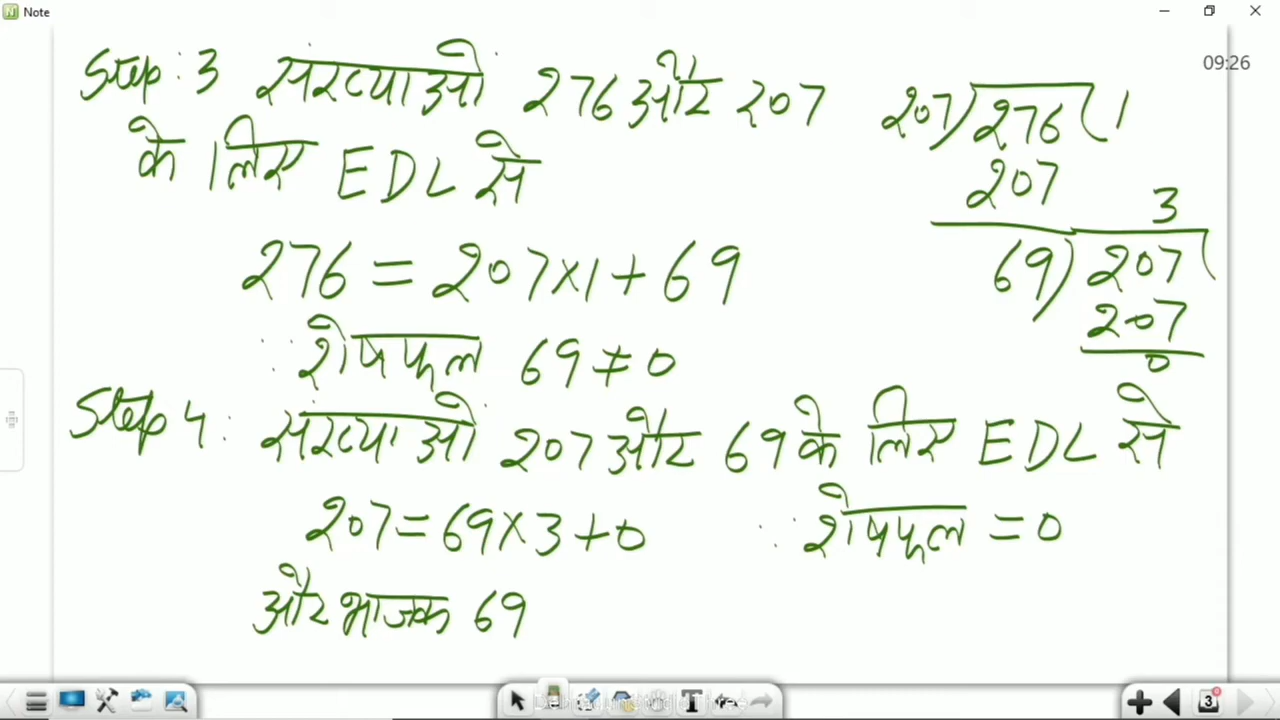 Note
09:26
Step: 3 संख्याओं 276 और 207
के लिए EDL से
276 = 207×1+69
∵ शेषफल 69 ≠ 0
207)276(1
207
3
69)207(
207
0
Step 4: संख्याओं 207 और 69 के लिए EDL से
207=69×3+0 ∵ शेषफल = 0
और भाजक 69
3